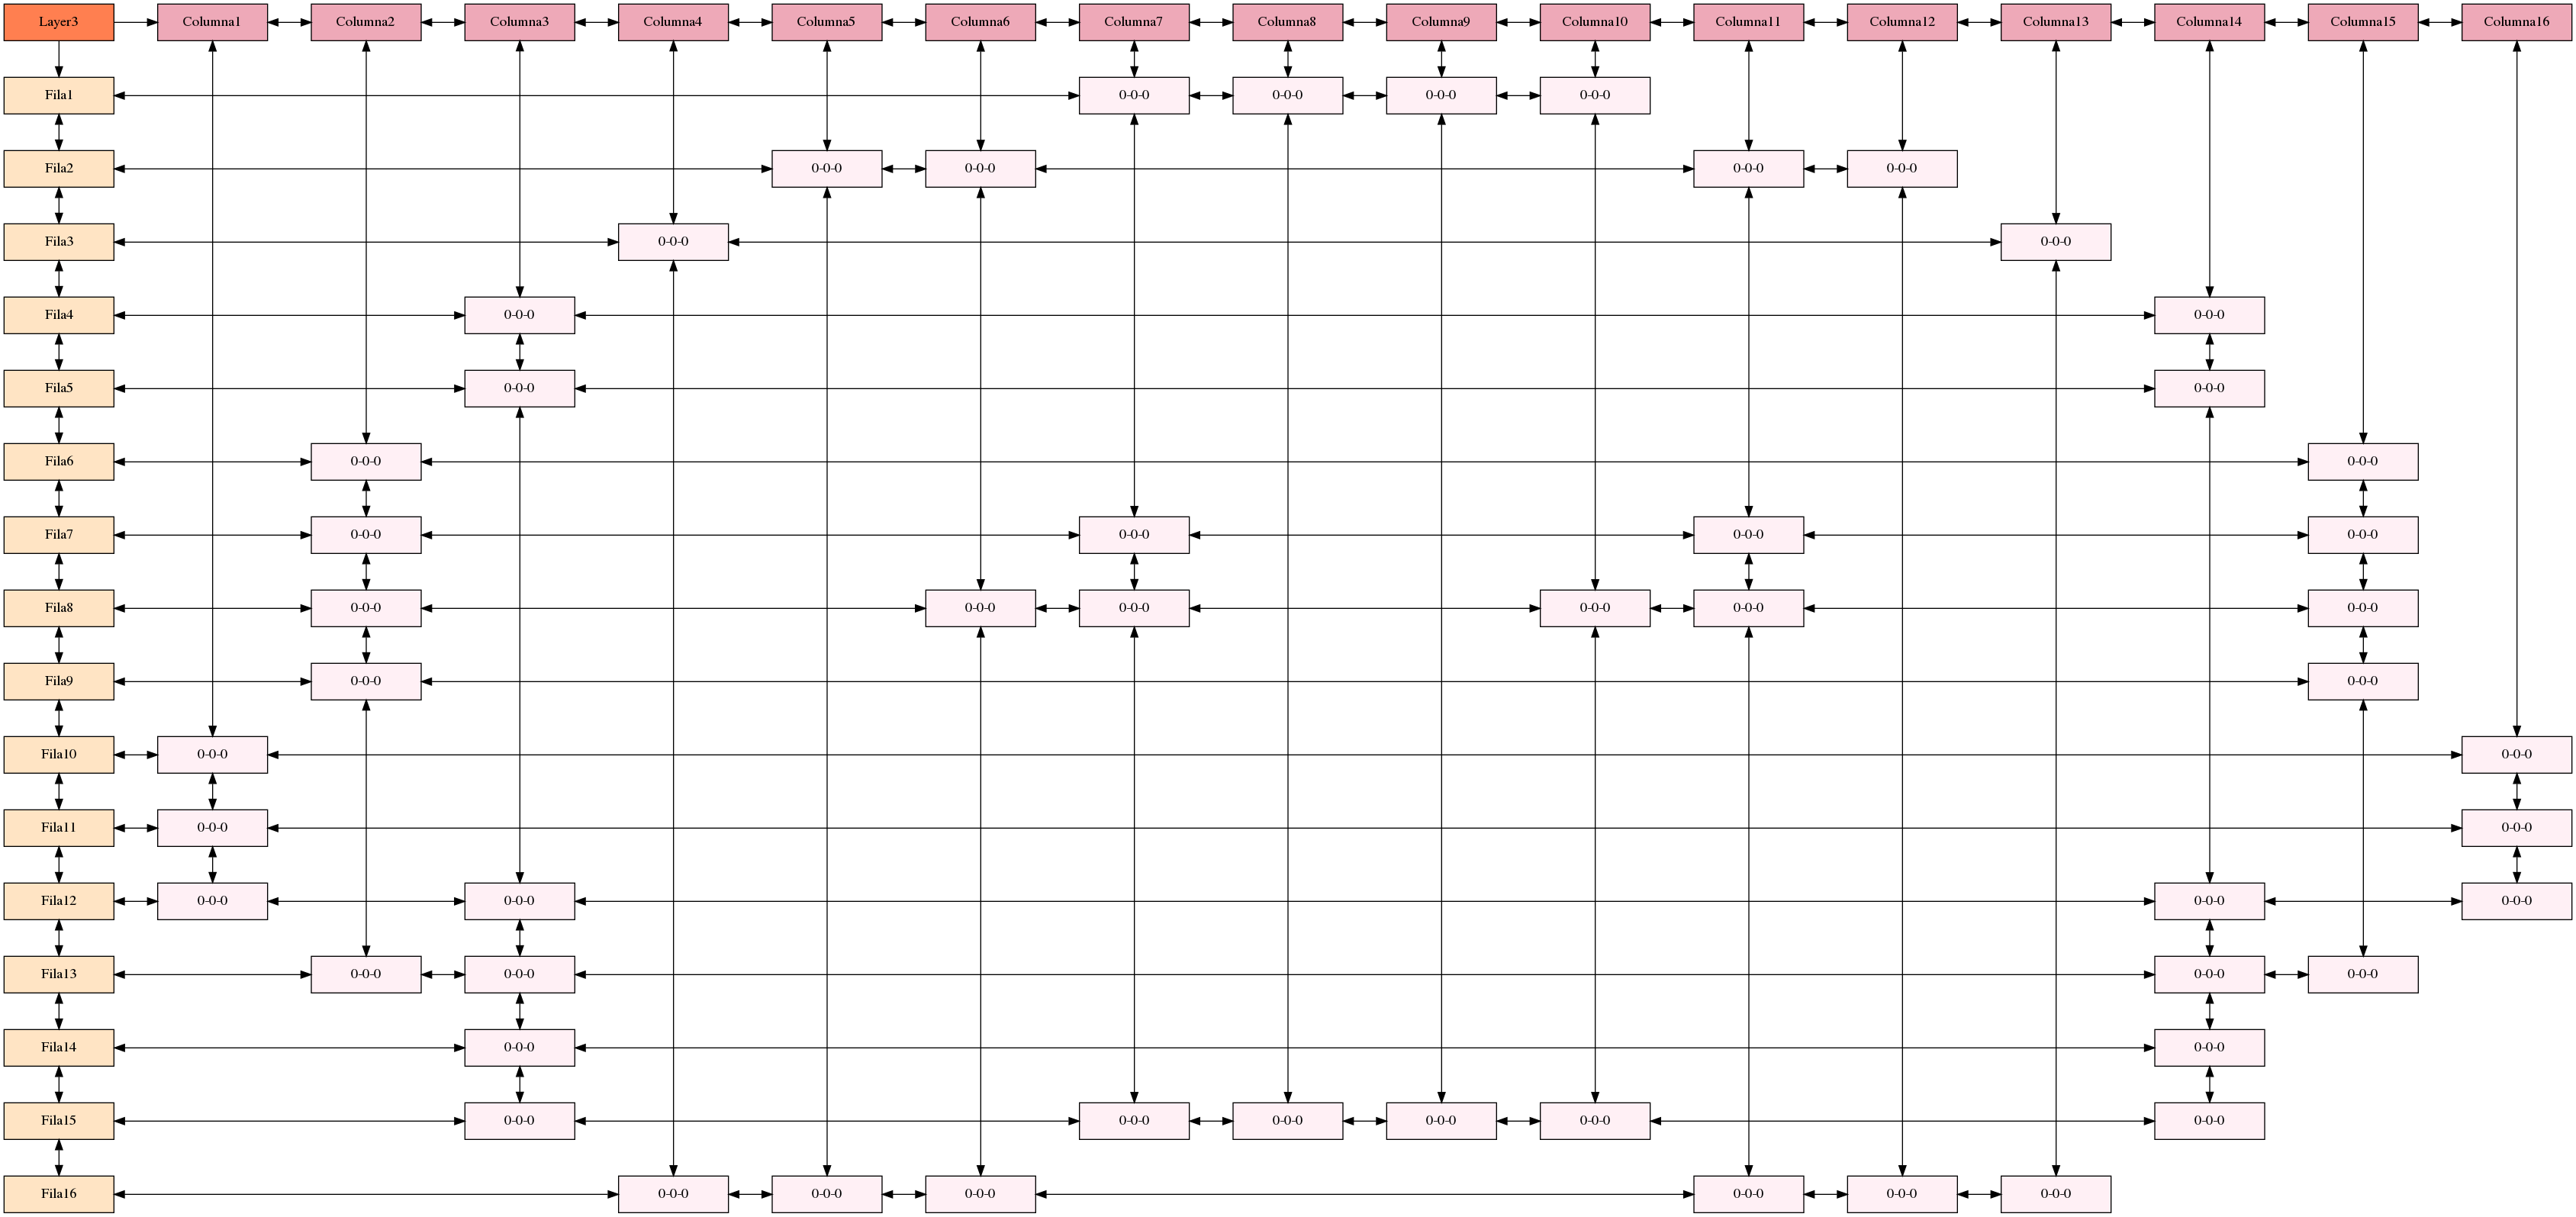 Layer3 Columna1 Columna2 Columna3 Columna4 Columna5 Columna6 Columna7 Columna8 Columna9 Columna10 Columna11 Columna12 Columna13 Columna14 Columna15 Columna16
Fila1 0-0-0 0-0-0 0-0-0 0-0-0
Fila2 0-0-0 0-0-0 0-0-0 0-0-0
Fila3 0-0-0 0-0-0
Fila4 0-0-0 0-0-0
Fila5 0-0-0 0-0-0
Fila6 0-0-0 0-0-0
Fila7 0-0-0 0-0-0 0-0-0 0-0-0
Fila8 0-0-0 0-0-0 0-0-0 0-0-0 0-0-0 0-0-0
Fila9 0-0-0 0-0-0
Fila10 0-0-0 0-0-0
Fila11 0-0-0 0-0-0
Fila12 0-0-0 0-0-0 0-0-0 0-0-0
Fila13 0-0-0 0-0-0 0-0-0 0-0-0
Fila14 0-0-0 0-0-0
Fila15 0-0-0 0-0-0 0-0-0 0-0-0 0-0-0 0-0-0
Fila16 0-0-0 0-0-0 0-0-0 0-0-0 0-0-0 0-0-0